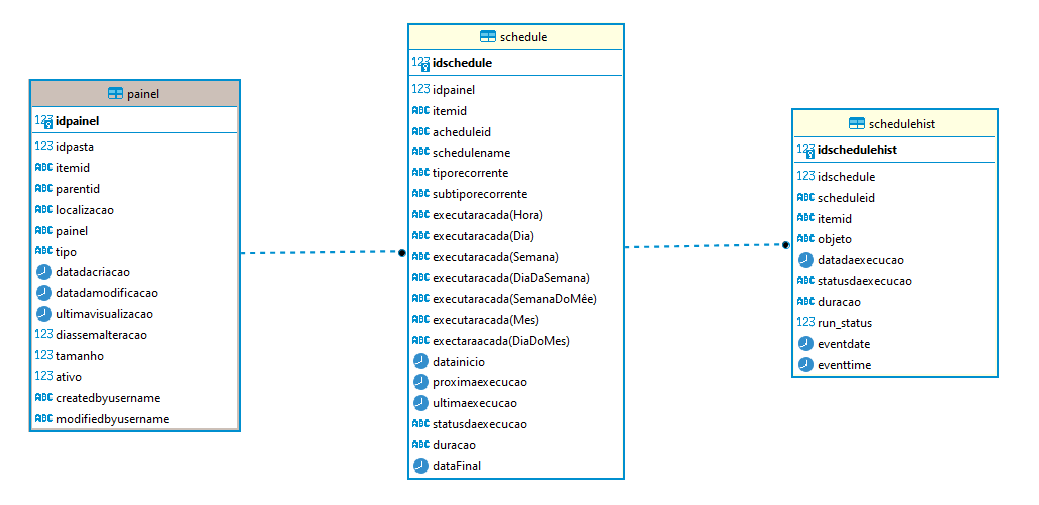 painel
123 idpainel
123 idpasta
ABC itemid
ABC parentid
ABC localizacao
ABC painel
ABC tipo
datadacriacao
datadamodificacao
ultimavisualizacao
123 diassemalteracao
123 tamanho
123 ativo
ABC createdbyusername
ABC modifiedbyusername
schedule
123 idschedule
123 idpainel
ABC itemid
ABC acheduleid
ABC schedulename
ABC tiporecorrente
ABC subtiporecorrente
ABC executaracada(Hora)
ABC executaracada(Dia)
ABC executaracada(Semana)
ABC executaracada(DiaDaSemana)
ABC executaracada(SemanaDoMêe)
ABC executaracada(Mes)
ABC exectaraacada(DiaDoMes)
datainicio
proximaexecucao
ultimaexecucao
ABC statusdaexecucao
ABC duracao
dataFinal
schedulehist
123 idschedulehist
123 idschedule
ABC scheduleid
ABC itemid
ABC objeto
datadaexecucao
ABC statusdaexecucao
ABC duracao
123 run_status
eventdate
eventtime